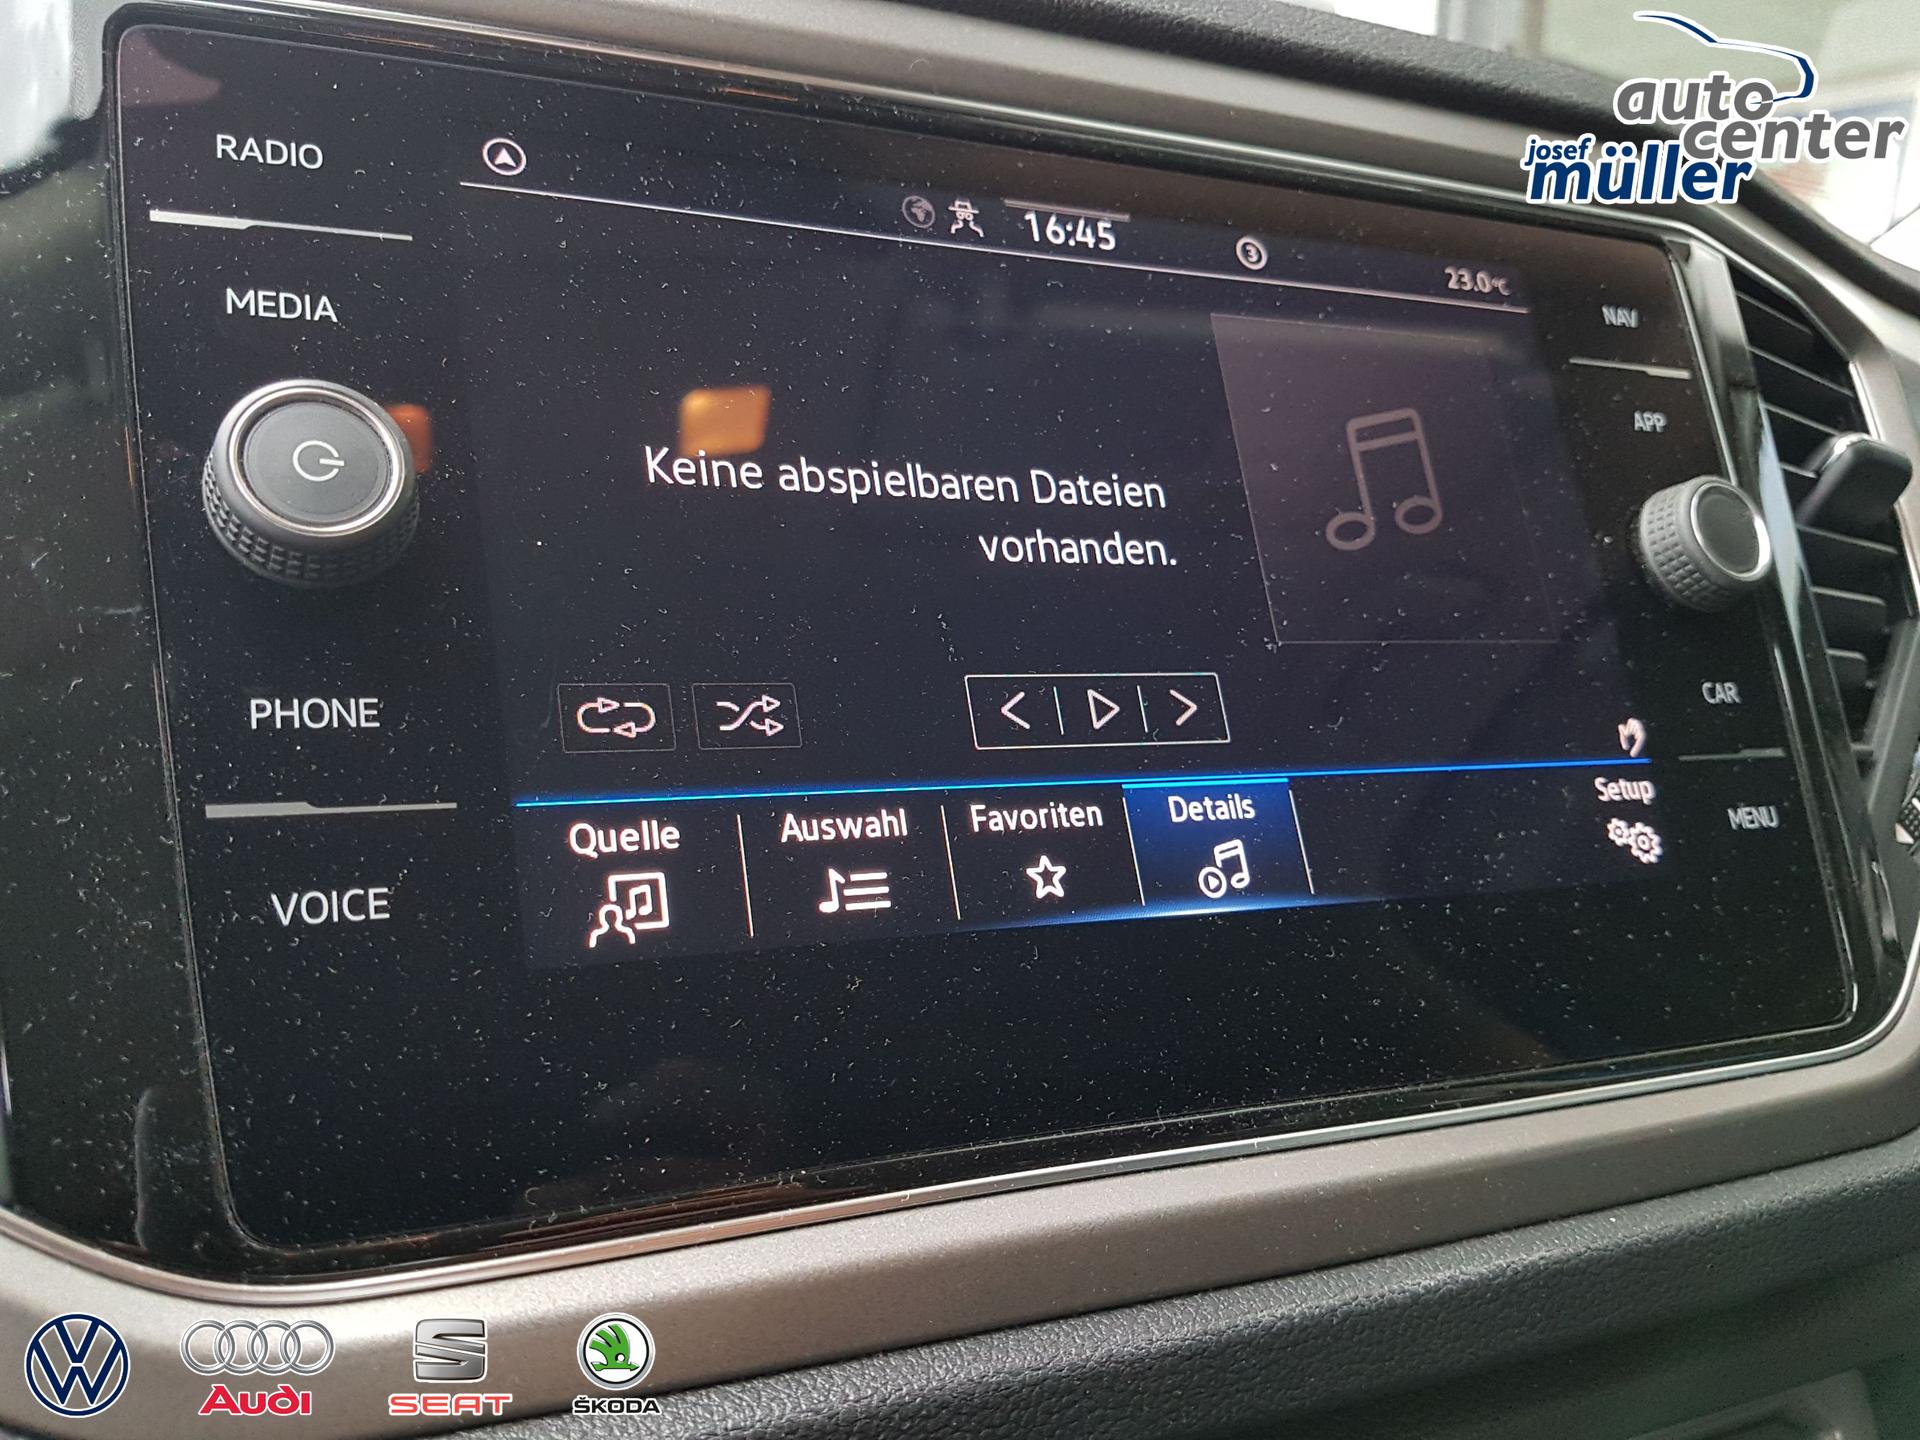 auto
center
josef
müller
RADIO
MEDIA
PHONE
VOICE
16:45
3
23.0°C
NAV
APP
CAR
MENU
Keine abspielbaren Dateien
vorhanden.
Quelle
Auswahl
Favoriten
Details
Setup
Audi
SEAT
ŠKODA